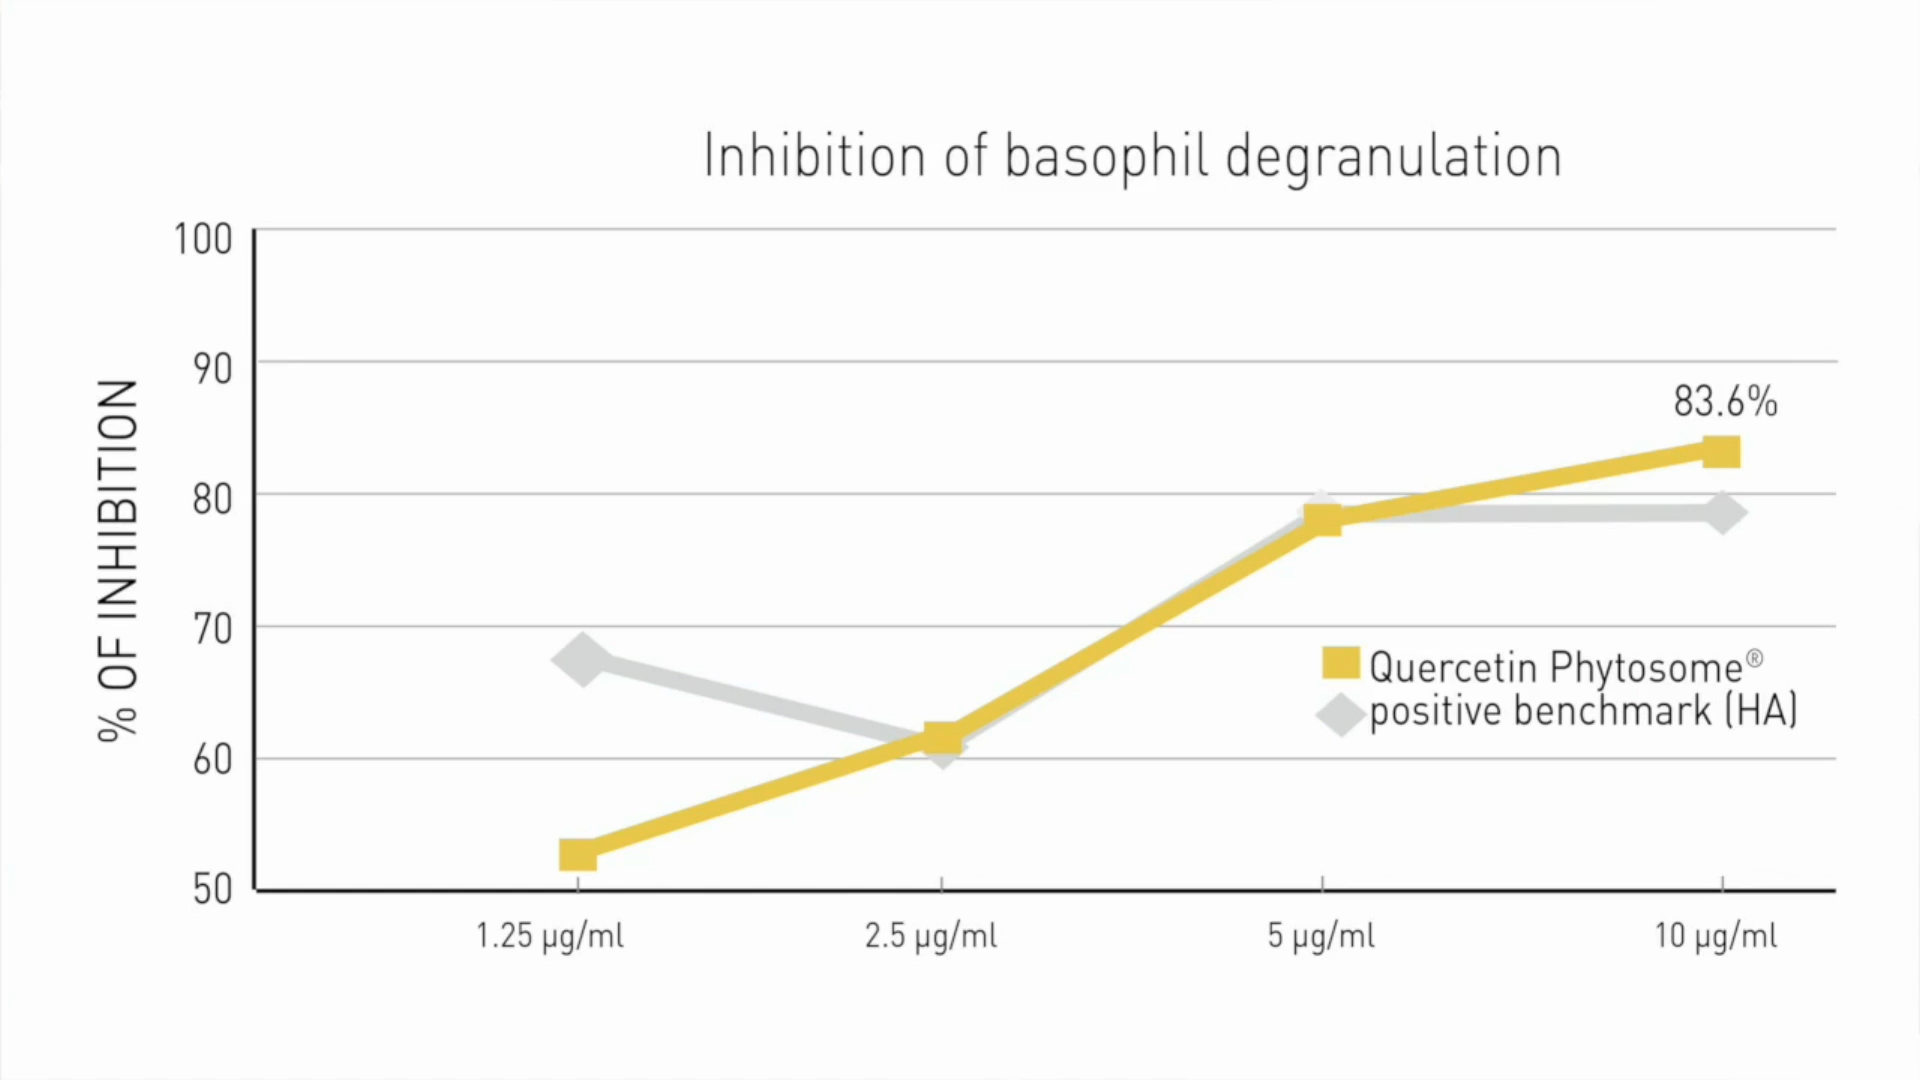 Inhibition of basophil degranulation
100
90
80
70
60
50
% OF INHIBITION
83.6%
Quercetin Phytosome®
positive benchmark (HA)
1.25 µg/ml
2.5 µg/ml
5 µg/ml
10 µg/ml